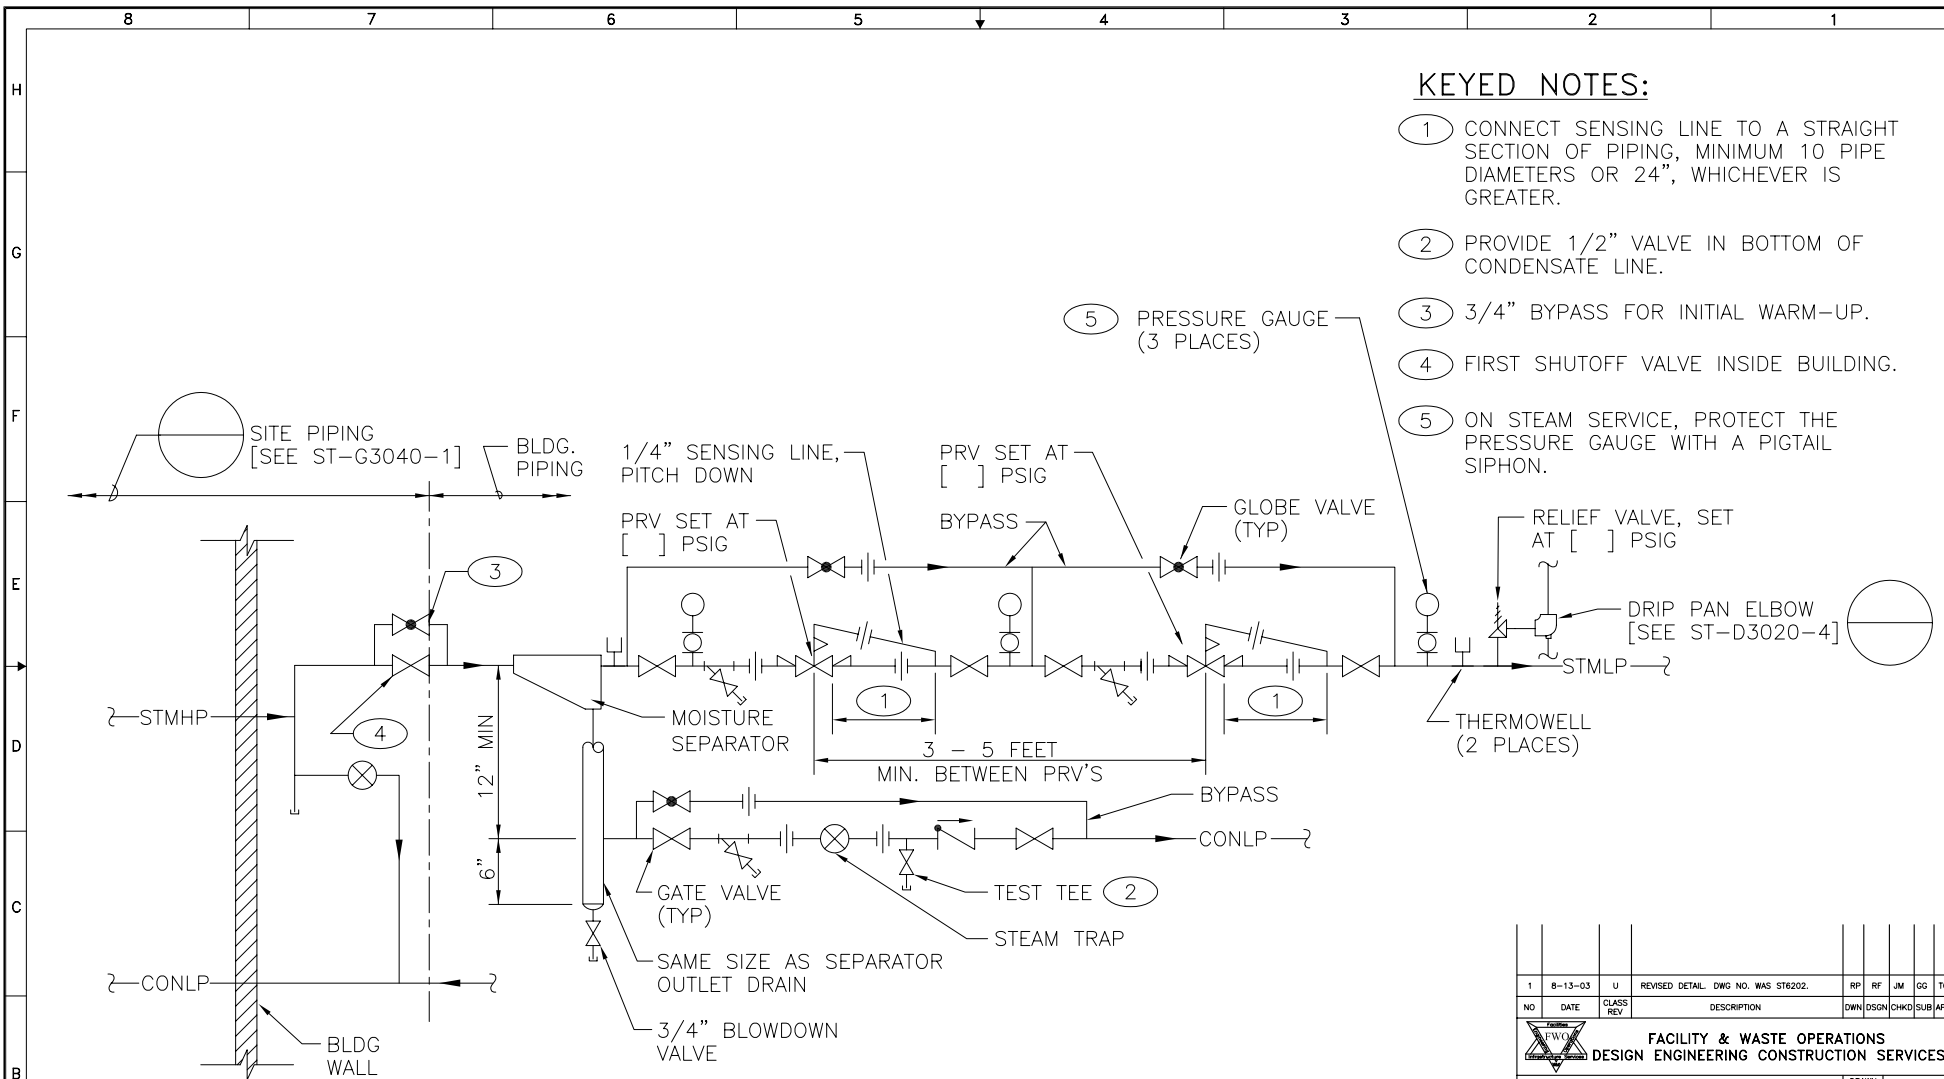 8 7 6 5 4 3 2 1
H
G
F
E
D
C
B
KEYED NOTES:
1 CONNECT SENSING LINE TO A STRAIGHT
SECTION OF PIPING, MINIMUM 10 PIPE
DIAMETERS OR 24", WHICHEVER IS
GREATER.
2 PROVIDE 1/2" VALVE IN BOTTOM OF
CONDENSATE LINE.
3 3/4" BYPASS FOR INITIAL WARM-UP.
4 FIRST SHUTOFF VALVE INSIDE BUILDING.
5 ON STEAM SERVICE, PROTECT THE
PRESSURE GAUGE WITH A PIGTAIL
SIPHON.
5 PRESSURE GAUGE
(3 PLACES)
SITE PIPING
[SEE ST-G3040-1]
BLDG.
PIPING
1/4" SENSING LINE,
PITCH DOWN
PRV SET AT
[ ] PSIG
PRV SET AT
[ ] PSIG
BYPASS
GLOBE VALVE
(TYP)
RELIEF VALVE, SET
AT [ ] PSIG
3
DRIP PAN ELBOW
[SEE ST-D3020-4]
STMLP
STMHP
4
12" MIN
MOISTURE
SEPARATOR
1
1
3 - 5 FEET
MIN. BETWEEN PRV'S
THERMOWELL
(2 PLACES)
BYPASS
CONLP
6"
GATE VALVE
(TYP)
TEST TEE 2
STEAM TRAP
SAME SIZE AS SEPARATOR
OUTLET DRAIN
CONLP
3/4" BLOWDOWN
VALVE
BLDG
WALL
1 8-13-03 U REVISED DETAIL. DWG NO. WAS ST6202. RP RF JM GG
NO DATE CLASS REV DESCRIPTION DWN DSGN CHKD SUB
FWO
FACILITY & WASTE OPERATIONS
DESIGN ENGINEERING CONSTRUCTION SERVICES